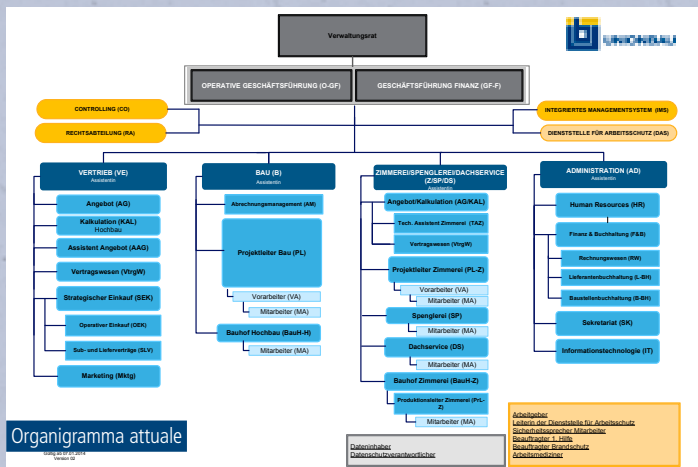 Verwaltungsrat
OPERATIVE GESCHÄFTSFÜHRUNG (O-GF)
GESCHÄFTSFÜHRUNG FINANZ (GF-F)
CONTROLLING (CO)
RECHTSABTEILUNG (RA)
INTEGRIERTES MANAGEMENTSYSTEM (IMS)
DIENSTSTELLE FÜR ARBEITSSCHUTZ (DAS)
VERTRIEB (VE)
Assistentin
Angebot (AG)
Kalkulation (KAL)
Hochbau
Assistent Angebot (AAG)
Vertragswesen (VtrgW)
Strategischer Einkauf (SEK)
Operativer Einkauf (OEK)
Sub- und Lieferverträge (SLV)
Marketing (Mktg)
BAU (B)
Assistentin
Abrechnungsmanagement (AM)
Projektleiter Bau (PL)
Vorarbeiter (VA)
Mitarbeiter (MA)
Bauhof Hochbau (BauH-H)
Mitarbeiter (MA)
ZIMMEREI/SPENGLEREI/DACHSERVICE
(Z/SP/DS)
Assistentin
Angebot/Kalkulation (AG/KAL)
Tech. Assistent Zimmerei (TAZ)
Vertragswesen (VtrgW)
Projektleiter Zimmerei (PL-Z)
Vorarbeiter (VA)
Mitarbeiter (MA)
Spenglerei (SP)
Mitarbeiter (MA)
Dachservice (DS)
Mitarbeiter (MA)
Bauhof Zimmerei (BauH-Z)
Produktionsleiter Zimmerei (PrL-
Z)
Mitarbeiter (MA)
ADMINISTRATION (AD)
Assistentin
Human Resources (HR)
Finanz & Buchhaltung (F&B)
Rechnungswesen (RW)
Lieferantenbuchhaltung (L-BH)
Baustellenbuchhaltung (B-BH)
Sekretariat (SK)
Informationstechnologie (IT)
Organigramma attuale
Gültig ab 07.01.2014
Version 02
Dateninhaber
Datenschutzverantwortlicher
Arbeitgeber
Leiterin der Dienststelle für Arbeitsschutz
Sicherheitssprecher Mitarbeiter
Beauftragter 1. Hilfe
Beauftragter Brandschutz
Arbeitsmediziner